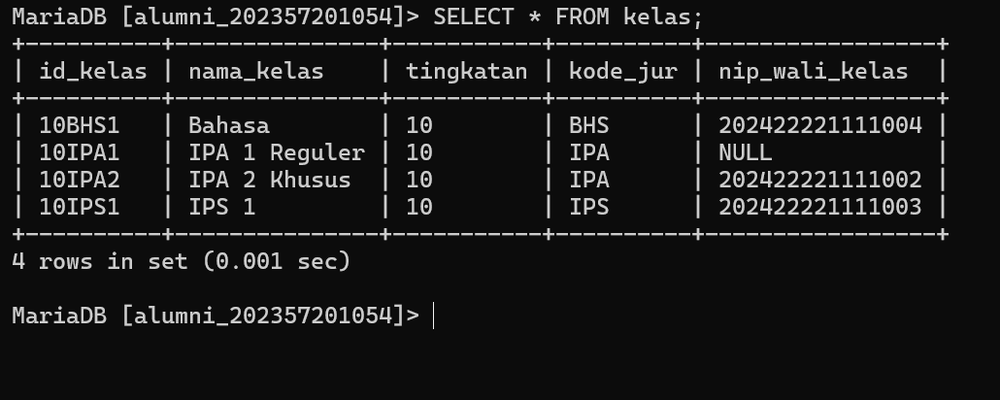 MariaDB [alumni_202357201054]> SELECT * FROM kelas;
+----------+---------------+-----------+----------+-----------------+
| id_kelas | nama_kelas    | tingkatan | kode_jur | nip_wali_kelas  |
+----------+---------------+-----------+----------+-----------------+
| 10BHS1   | Bahasa        | 10        | BHS      | 202422221111004 |
| 10IPA1   | IPA 1 Reguler | 10        | IPA      | NULL            |
| 10IPA2   | IPA 2 Khusus  | 10        | IPA      | 202422221111002 |
| 10IPS1   | IPS 1         | 10        | IPS      | 202422221111003 |
+----------+---------------+-----------+----------+-----------------+
4 rows in set (0.001 sec)
MariaDB [alumni_202357201054]>